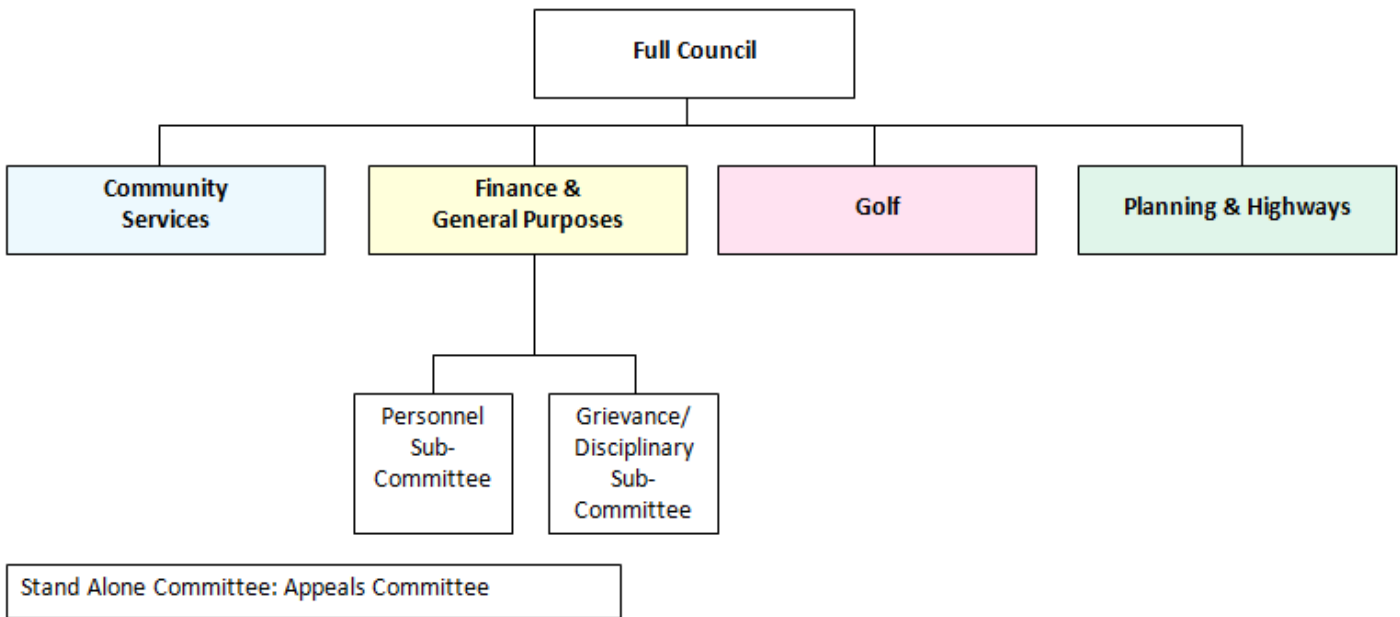 Full Council
Community
Services
Finance &
General Purposes
Golf
Planning & Highways
Personnel
Sub-
Committee
Grievance/
Disciplinary
Sub-
Committee
Stand Alone Committee: Appeals Committee